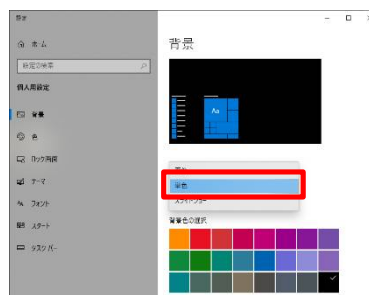 設定
背景
ホーム
設定の検索
個人用設定
Aa
背景
色
ロック画面
単色
テーマ
スライドショー
フォント
背景色の選択
スタート
タスク バー